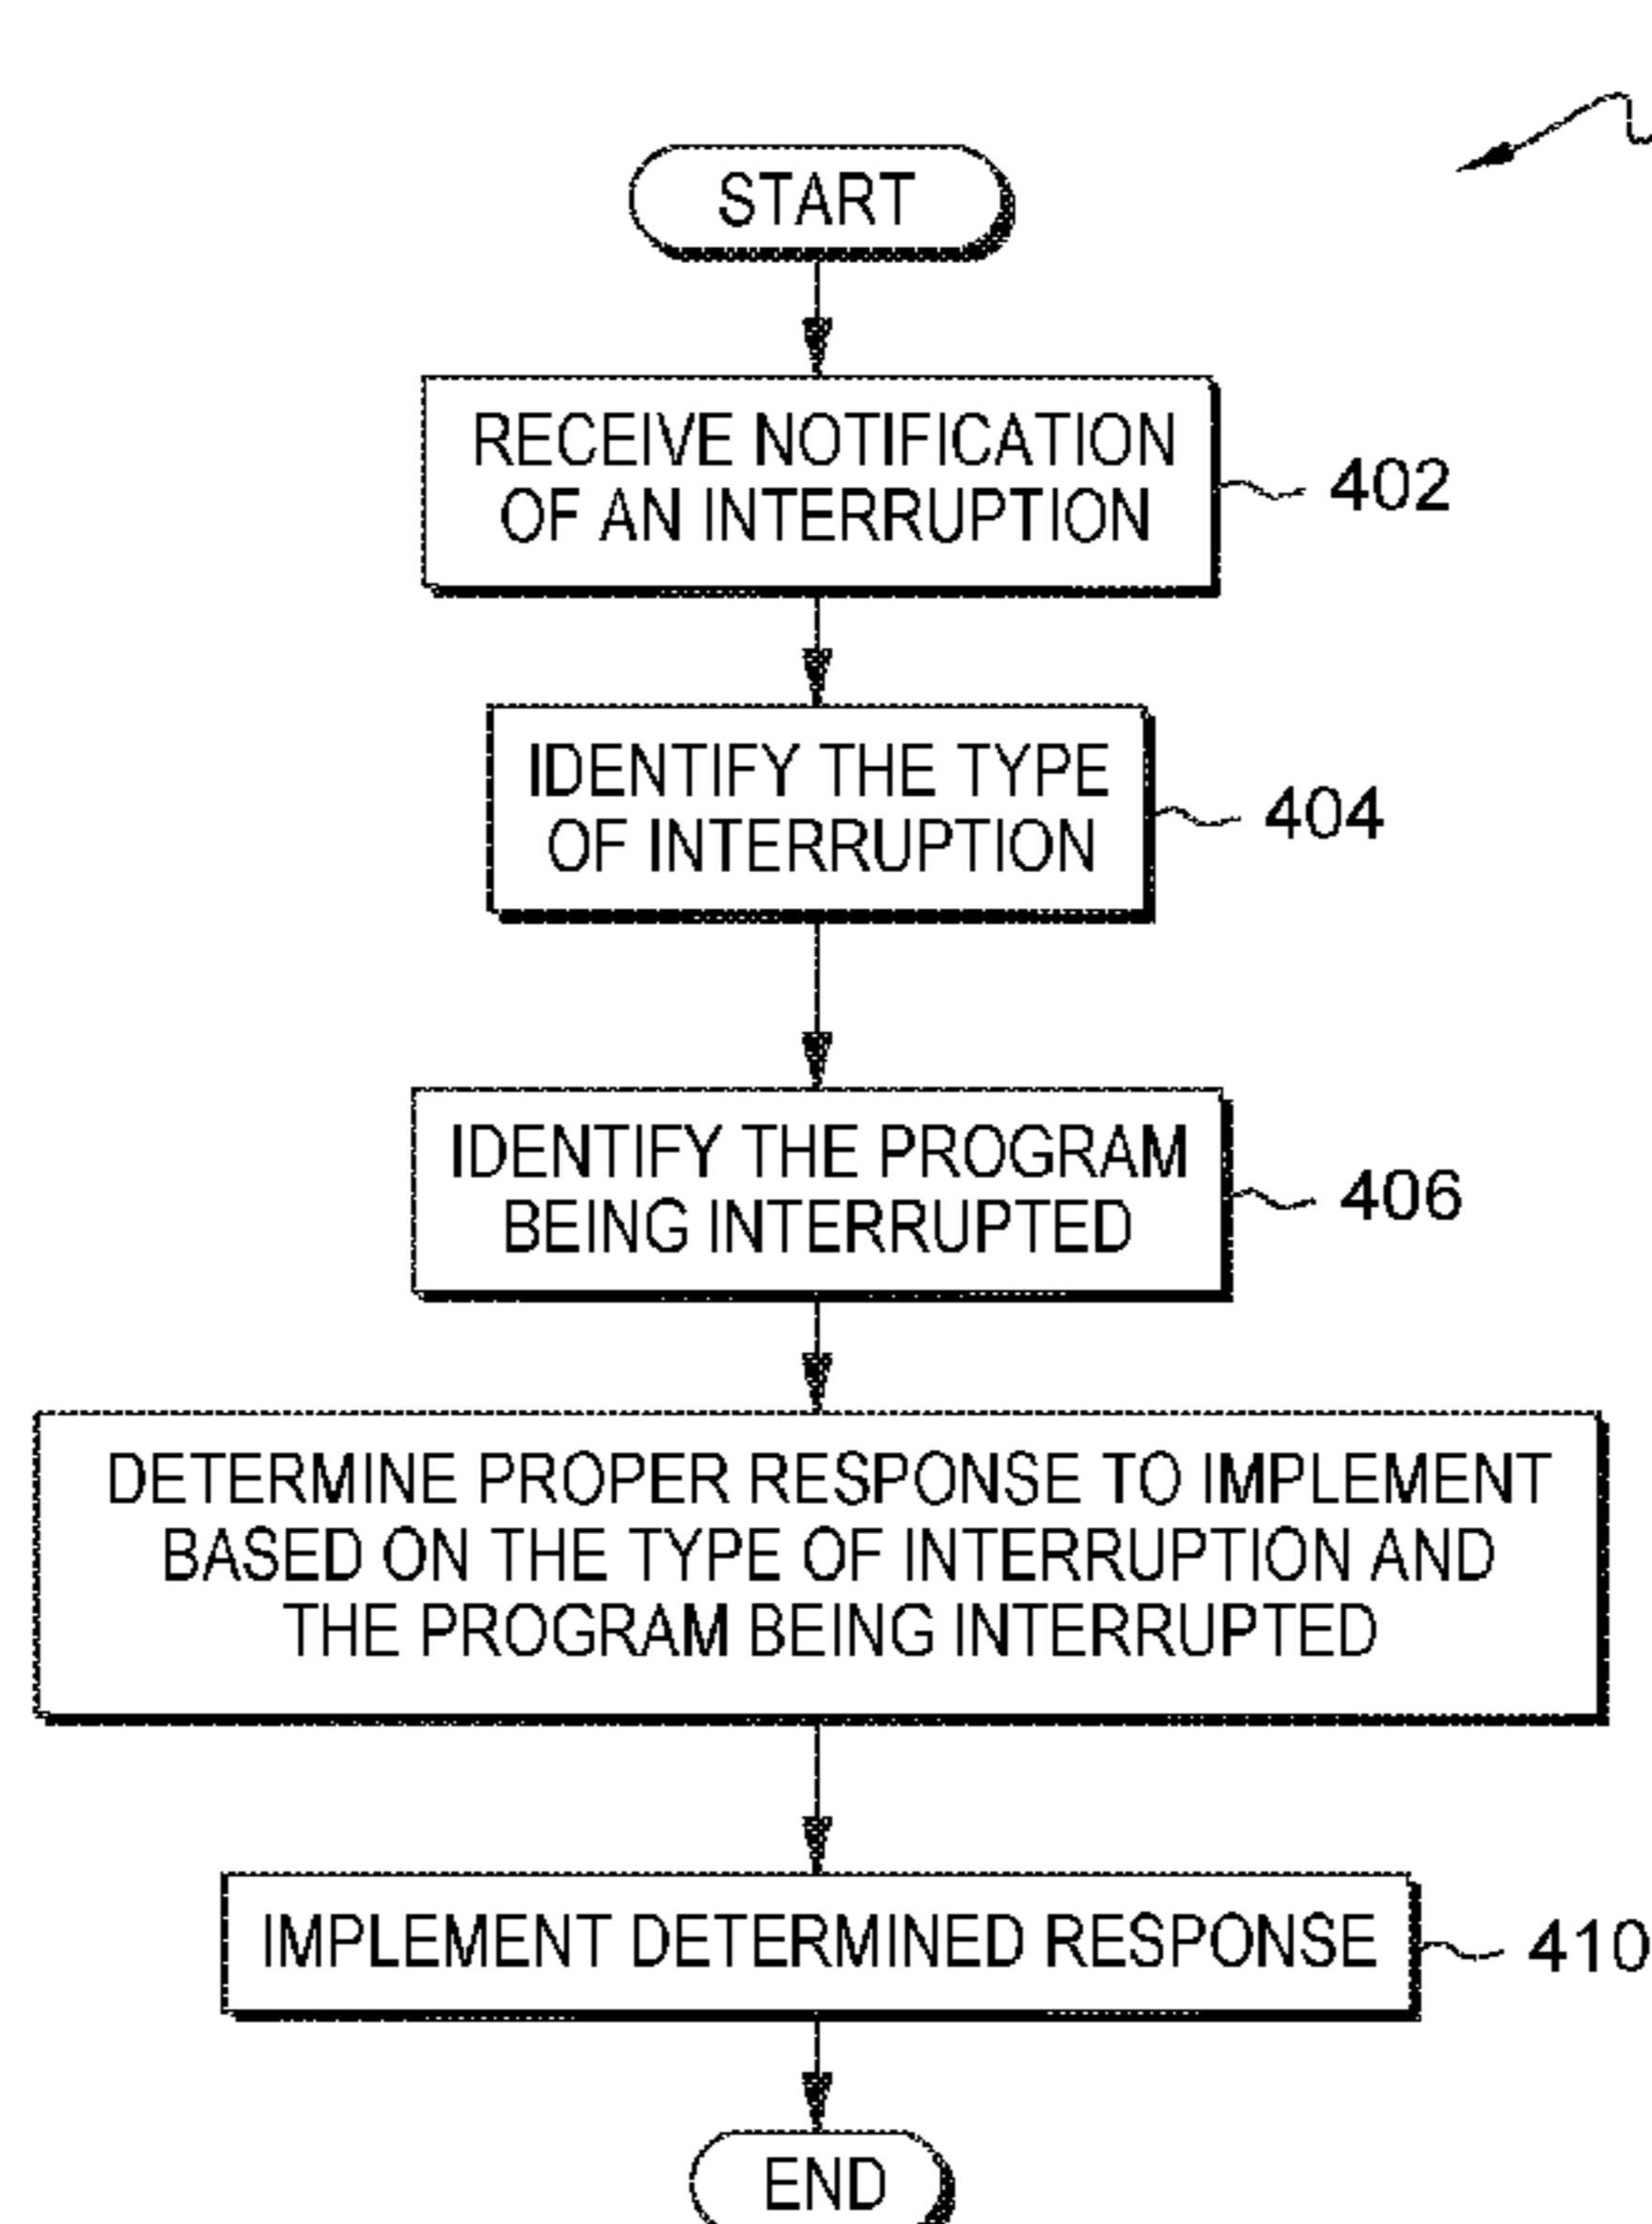 START
RECEIVE NOTIFICATION
OF AN INTERRUPTION
402
IDENTIFY THE TYPE
OF INTERRUPTION
404
IDENTIFY THE PROGRAM
BEING INTERRUPTED
406
DETERMINE PROPER RESPONSE TO IMPLEMENT
BASED ON THE TYPE OF INTERRUPTION AND
THE PROGRAM BEING INTERRUPTED
IMPLEMENT DETERMINED RESPONSE
410
END